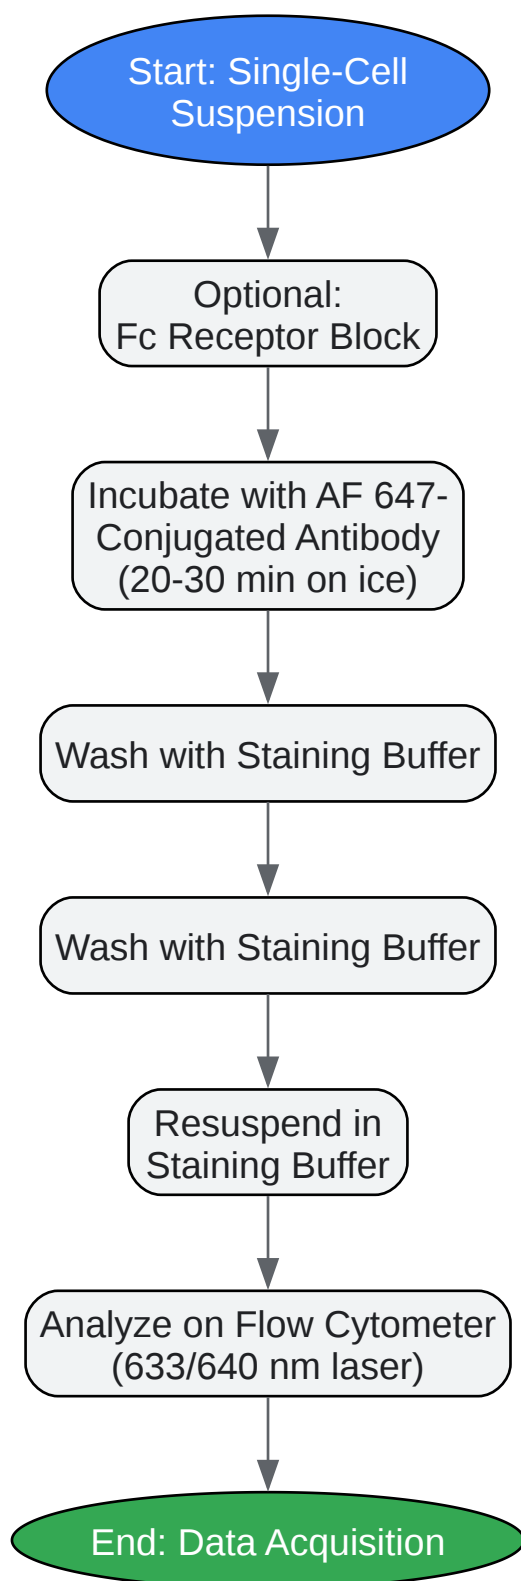 Start: Single-Cell
Suspension
Optional:
Fc Receptor Block
Incubate with AF 647-
Conjugated Antibody
(20-30 min on ice)
Wash with Staining Buffer
Wash with Staining Buffer
Resuspend in
Staining Buffer
Analyze on Flow Cytometer
(633/640 nm laser)
End: Data Acquisition